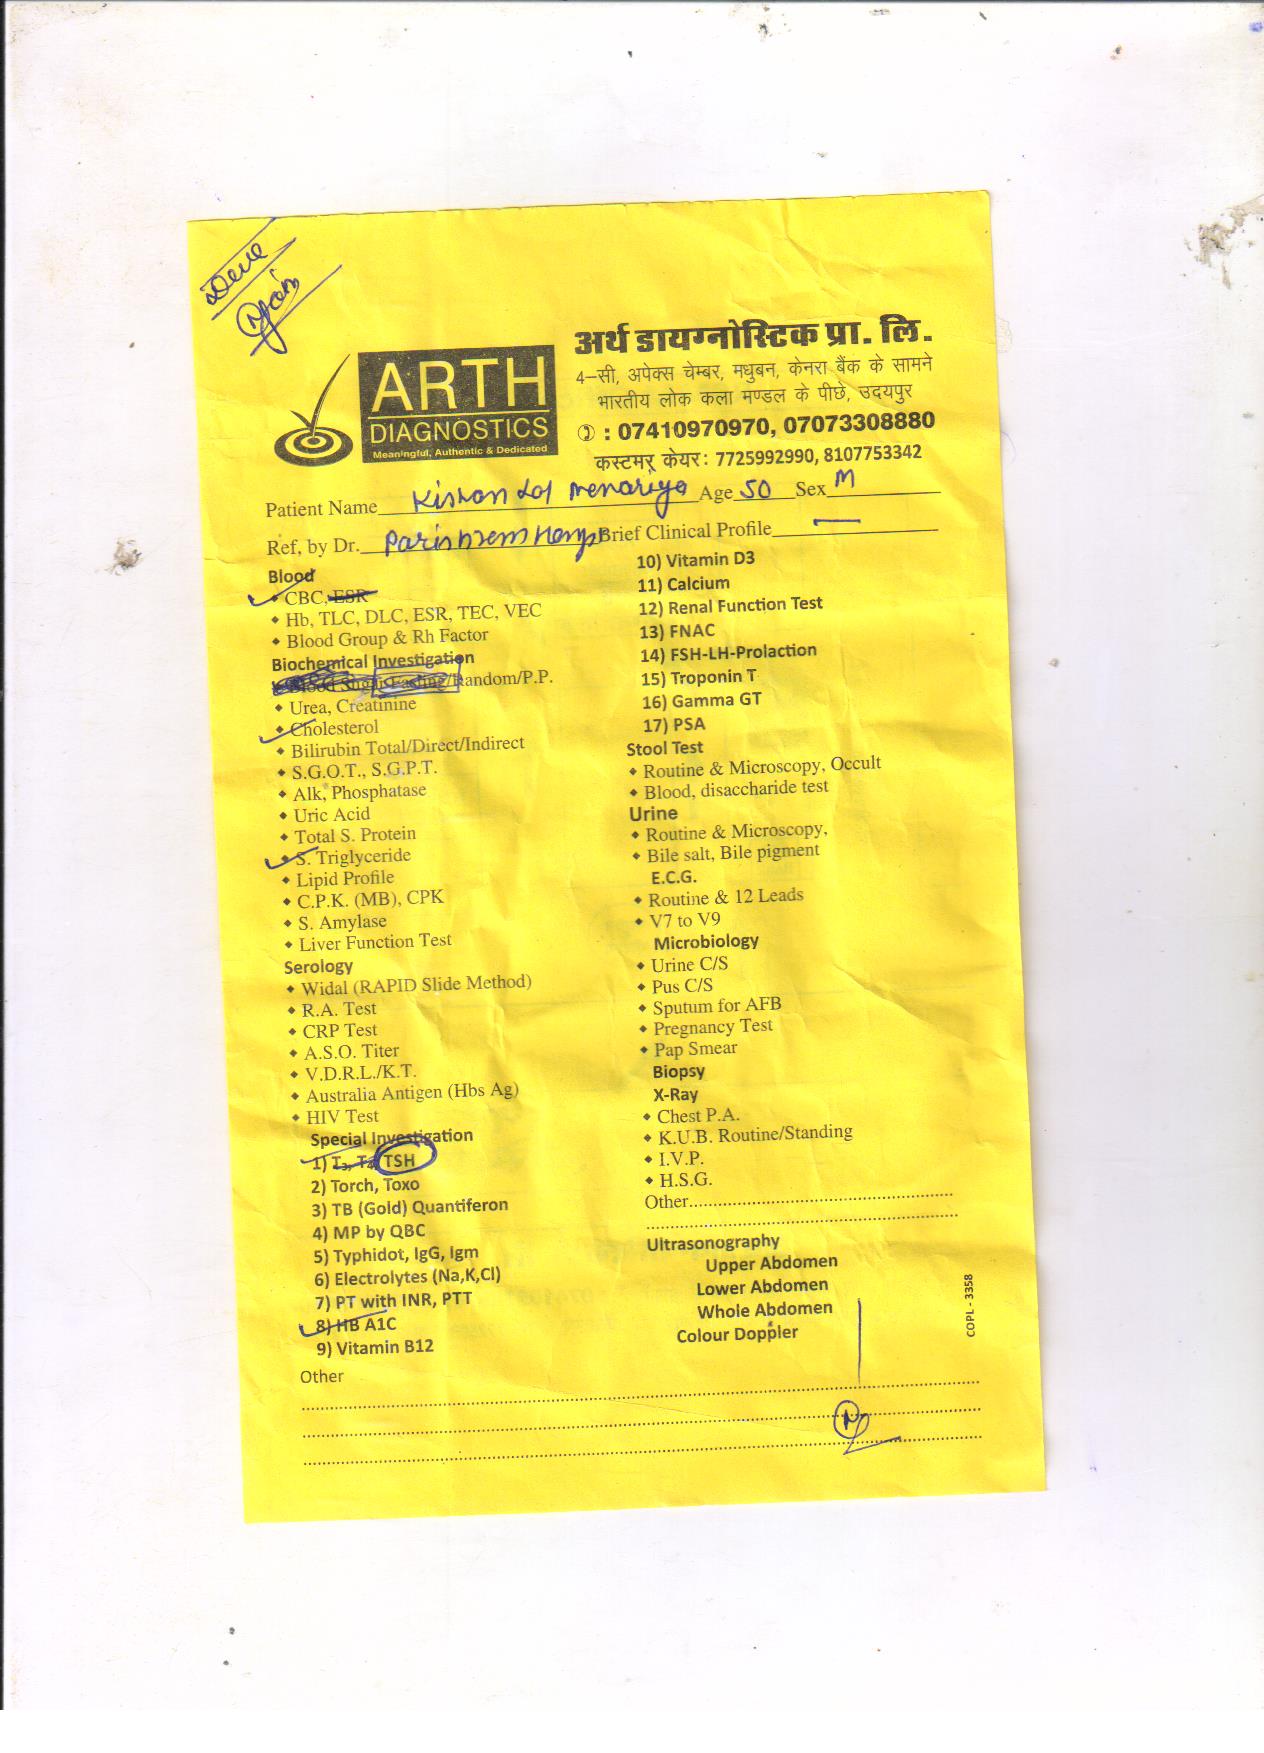 अर्थ डायग्नोस्टिक प्रा. लि.
4-सी, अपेक्स चेम्बर, मधुबन, केनरा बैंक के सामने
भारतीय लोक कला मण्डल के पीछे, उदयपुर
: 07410970970, 07073308880
कस्टमर केयर: 7725992990, 8107753342
ARTH
DIAGNOSTICS
Meaningful, Authentic & Dedicated
Patient Name Kishan Lal Menariya Age 50 Sex M
Ref, by Dr. Brief Clinical Profile
Blood
CBC, ESR
Hb, TLC, DLC, ESR, TEC, VEC
Blood Group & Rh Factor
Biochemical Investigation
Blood Sugar Fasting/Random/P.P.
Urea, Creatinine
Cholesterol
Bilirubin Total/Direct/Indirect
S.G.O.T., S.G.P.T.
Alk, Phosphatase
Uric Acid
Total S. Protein
S. Triglyceride
Lipid Profile
C.P.K. (MB), CPK
S. Amylase
Liver Function Test
Serology
Widal (RAPID Slide Method)
R.A. Test
CRP Test
A.S.O. Titer
V.D.R.L./K.T.
Australia Antigen (Hbs Ag)
HIV Test
Special Investigation
1) T3, T4, TSH
2) Torch, Toxo
3) TB (Gold) Quantiferon
4) MP by QBC
5) Typhidot, IgG, Igm
6) Electrolytes (Na,K,Cl)
7) PT with INR, PTT
8) HB A1C
9) Vitamin B12
Other
10) Vitamin D3
11) Calcium
12) Renal Function Test
13) FNAC
14) FSH-LH-Prolaction
15) Troponin T
16) Gamma GT
17) PSA
Stool Test
Routine & Microscopy, Occult
Blood, disaccharide test
Urine
Routine & Microscopy,
Bile salt, Bile pigment
E.C.G.
Routine & 12 Leads
V7 to V9
Microbiology
Urine C/S
Pus C/S
Sputum for AFB
Pregnancy Test
Pap Smear
Biopsy
X-Ray
Chest P.A.
K.U.B. Routine/Standing
I.V.P.
H.S.G.
Other
Ultrasonography
Upper Abdomen
Lower Abdomen
Whole Abdomen
Colour Doppler
COPL - 3358